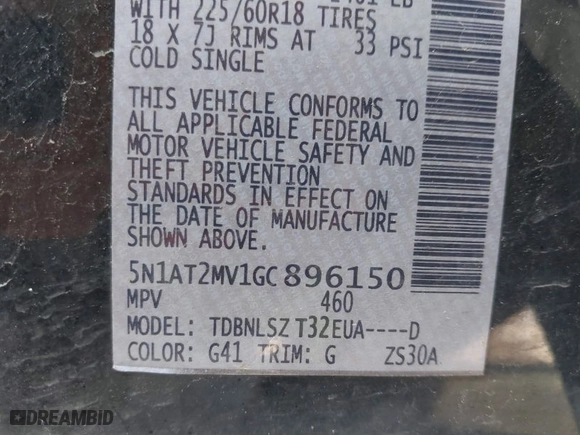 WITH 225/60R18 TIRES
18 X 7J RIMS AT 33 PSI
COLD SINGLE
THIS VEHICLE CONFORMS TO
ALL APPLICABLE FEDERAL
MOTOR VEHICLE SAFETY AND
THEFT PREVENTION
STANDARDS IN EFFECT ON
THE DATE OF MANUFACTURE
SHOWN ABOVE.
5N1AT2MV1GC896150
MPV 460
MODEL: TDBNLSZ T32EUA----D
COLOR: G41 TRIM: G ZS30A
DREAMBID